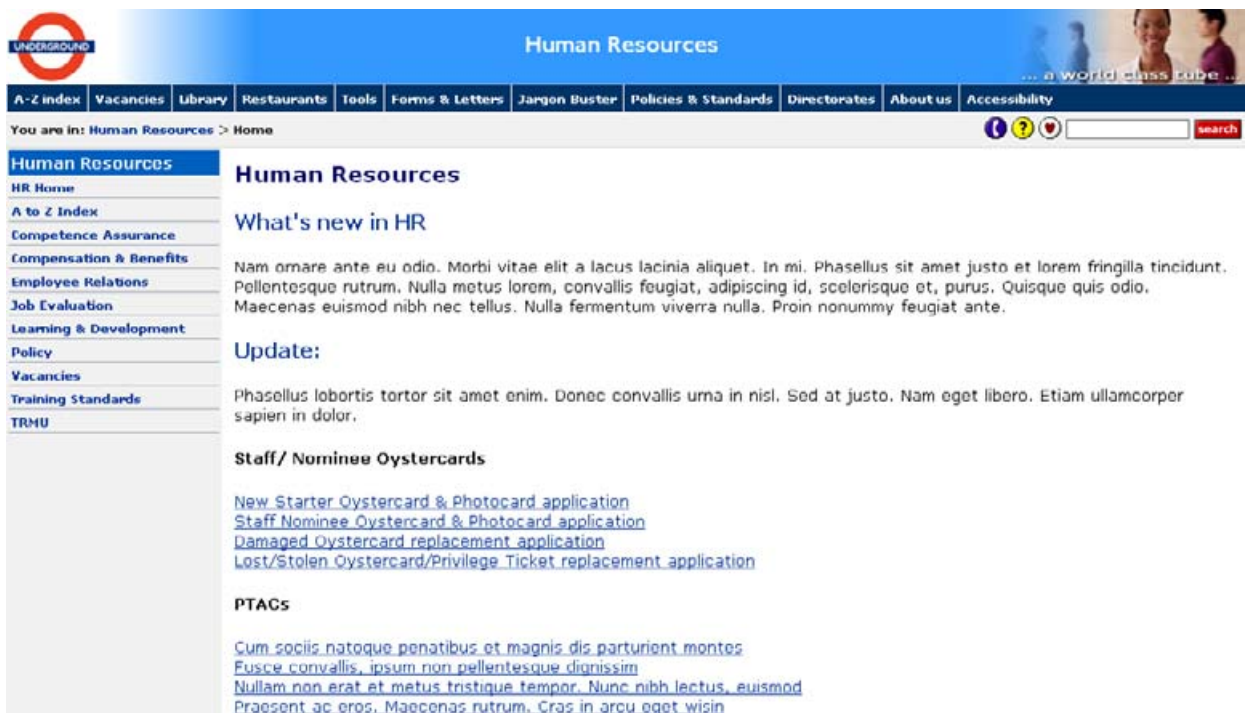 UNDERGROUND
Human Resources
... a world class tube ...
A-Z index Vacancies Library Restaurants Tools Forms & Letters Jargon Buster Policies & Standards Directorates About us Accessibility
You are in: Human Resources > Home
?
search
Human Resources
HR Home
A to Z Index
Competence Assurance
Compensation & Benefits
Employee Relations
Job Evaluation
Learning & Development
Policy
Vacancies
Training Standards
TRMU
Human Resources
What's new in HR
Nam ornare ante eu odio. Morbi vitae elit a lacus lacinia aliquet. In mi. Phasellus sit amet justo et lorem fringilla tincidunt.
Pellentesque rutrum. Nulla metus lorem, convallis feugiat, adipiscing id, scelerisque et, purus. Quisque quis odio.
Maecenas euismod nibh nec tellus. Nulla fermentum viverra nulla. Proin nonummy feugiat ante.
Update:
Phasellus lobortis tortor sit amet enim. Donec convallis urna in nisl. Sed at justo. Nam eget libero. Etiam ullamcorper
sapien in dolor.
Staff/ Nominee Oystercards
New Starter Oystercard & Photocard application
Staff Nominee Oystercard & Photocard application
Damaged Oystercard replacement application
Lost/Stolen Oystercard/Privilege Ticket replacement application
PTACs
Cum sociis natoque penatibus et magnis dis parturient montes
Fusce convallis, ipsum non pellentesque dignissim
Nullam non erat et metus tristique tempor. Nunc nibh lectus, euismod
Praesent ac eros. Maecenas rutrum. Cras in arcu eget wisin